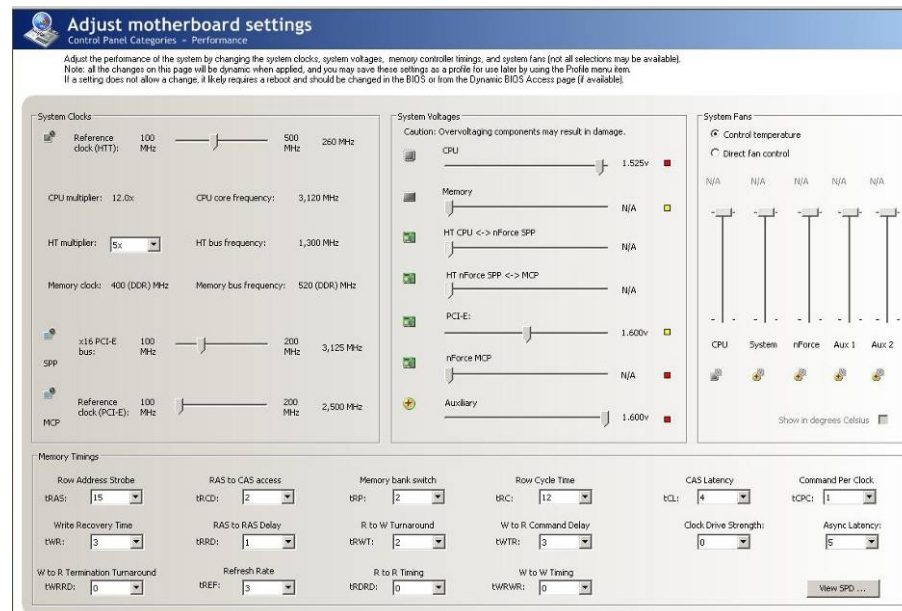 Adjust motherboard settings
Control Panel Categories - Performance
Adjust the performance of the system by changing the system clocks, system voltages, memory controller timings, and system fans (not all selections may be available).
Note: all the changes on this page will be dynamic when applied, and you may save these settings as a profile for use later by using the Profile menu item.
If a setting does not allow a change, it likely requires a reboot and should be changed in the BIOS or from the Dynamic BIOS Access page (if available).
System Clocks
Reference clock (HTT): 100 MHz 500 MHz 260 MHz
CPU multiplier: 12.0x CPU core frequency: 3,120 MHz
HT multiplier: 5x HT bus frequency: 1,300 MHz
Memory clock: 400 (DDR) MHz Memory bus frequency: 520 (DDR) MHz
SPP x16 PCI-E bus: 100 MHz 200 MHz 3,125 MHz
MCP Reference clock (PCI-E): 100 MHz 200 MHz 2,500 MHz
System Voltages
Caution: Overvoltaging components may result in damage.
CPU
1.525v
Memory
N/A
HT CPU <-> nForce SPP
N/A
HT nForce SPP <-> MCP
N/A
PCI-E:
1.600v
nForce MCP
N/A
Auxiliary
1.600v
System Fans
Control temperature
Direct fan control
N/A N/A N/A N/A N/A
CPU System nForce Aux 1 Aux 2
Show in degrees Celsius
Memory Timings
Row Address Strobe RAS to CAS access Memory bank switch Row Cycle Time CAS Latency Command Per Clock
tRAS: 15 tRCD: 2 tRP: 2 tRC: 12 tCL: 4 tCPC: 1
Write Recovery Time RAS to RAS Delay R to W Turnaround W to R Command Delay Clock Drive Strength: Async Latency:
tWR: 3 tRRD: 1 tRWT: 2 tWTR: 3 0 5
W to R Termination Turnaround Refresh Rate R to R Timing W to W Timing
tWRRD: 0 tREF: 3 tRDRD: 0 tWRWR: 0 View SPD ...